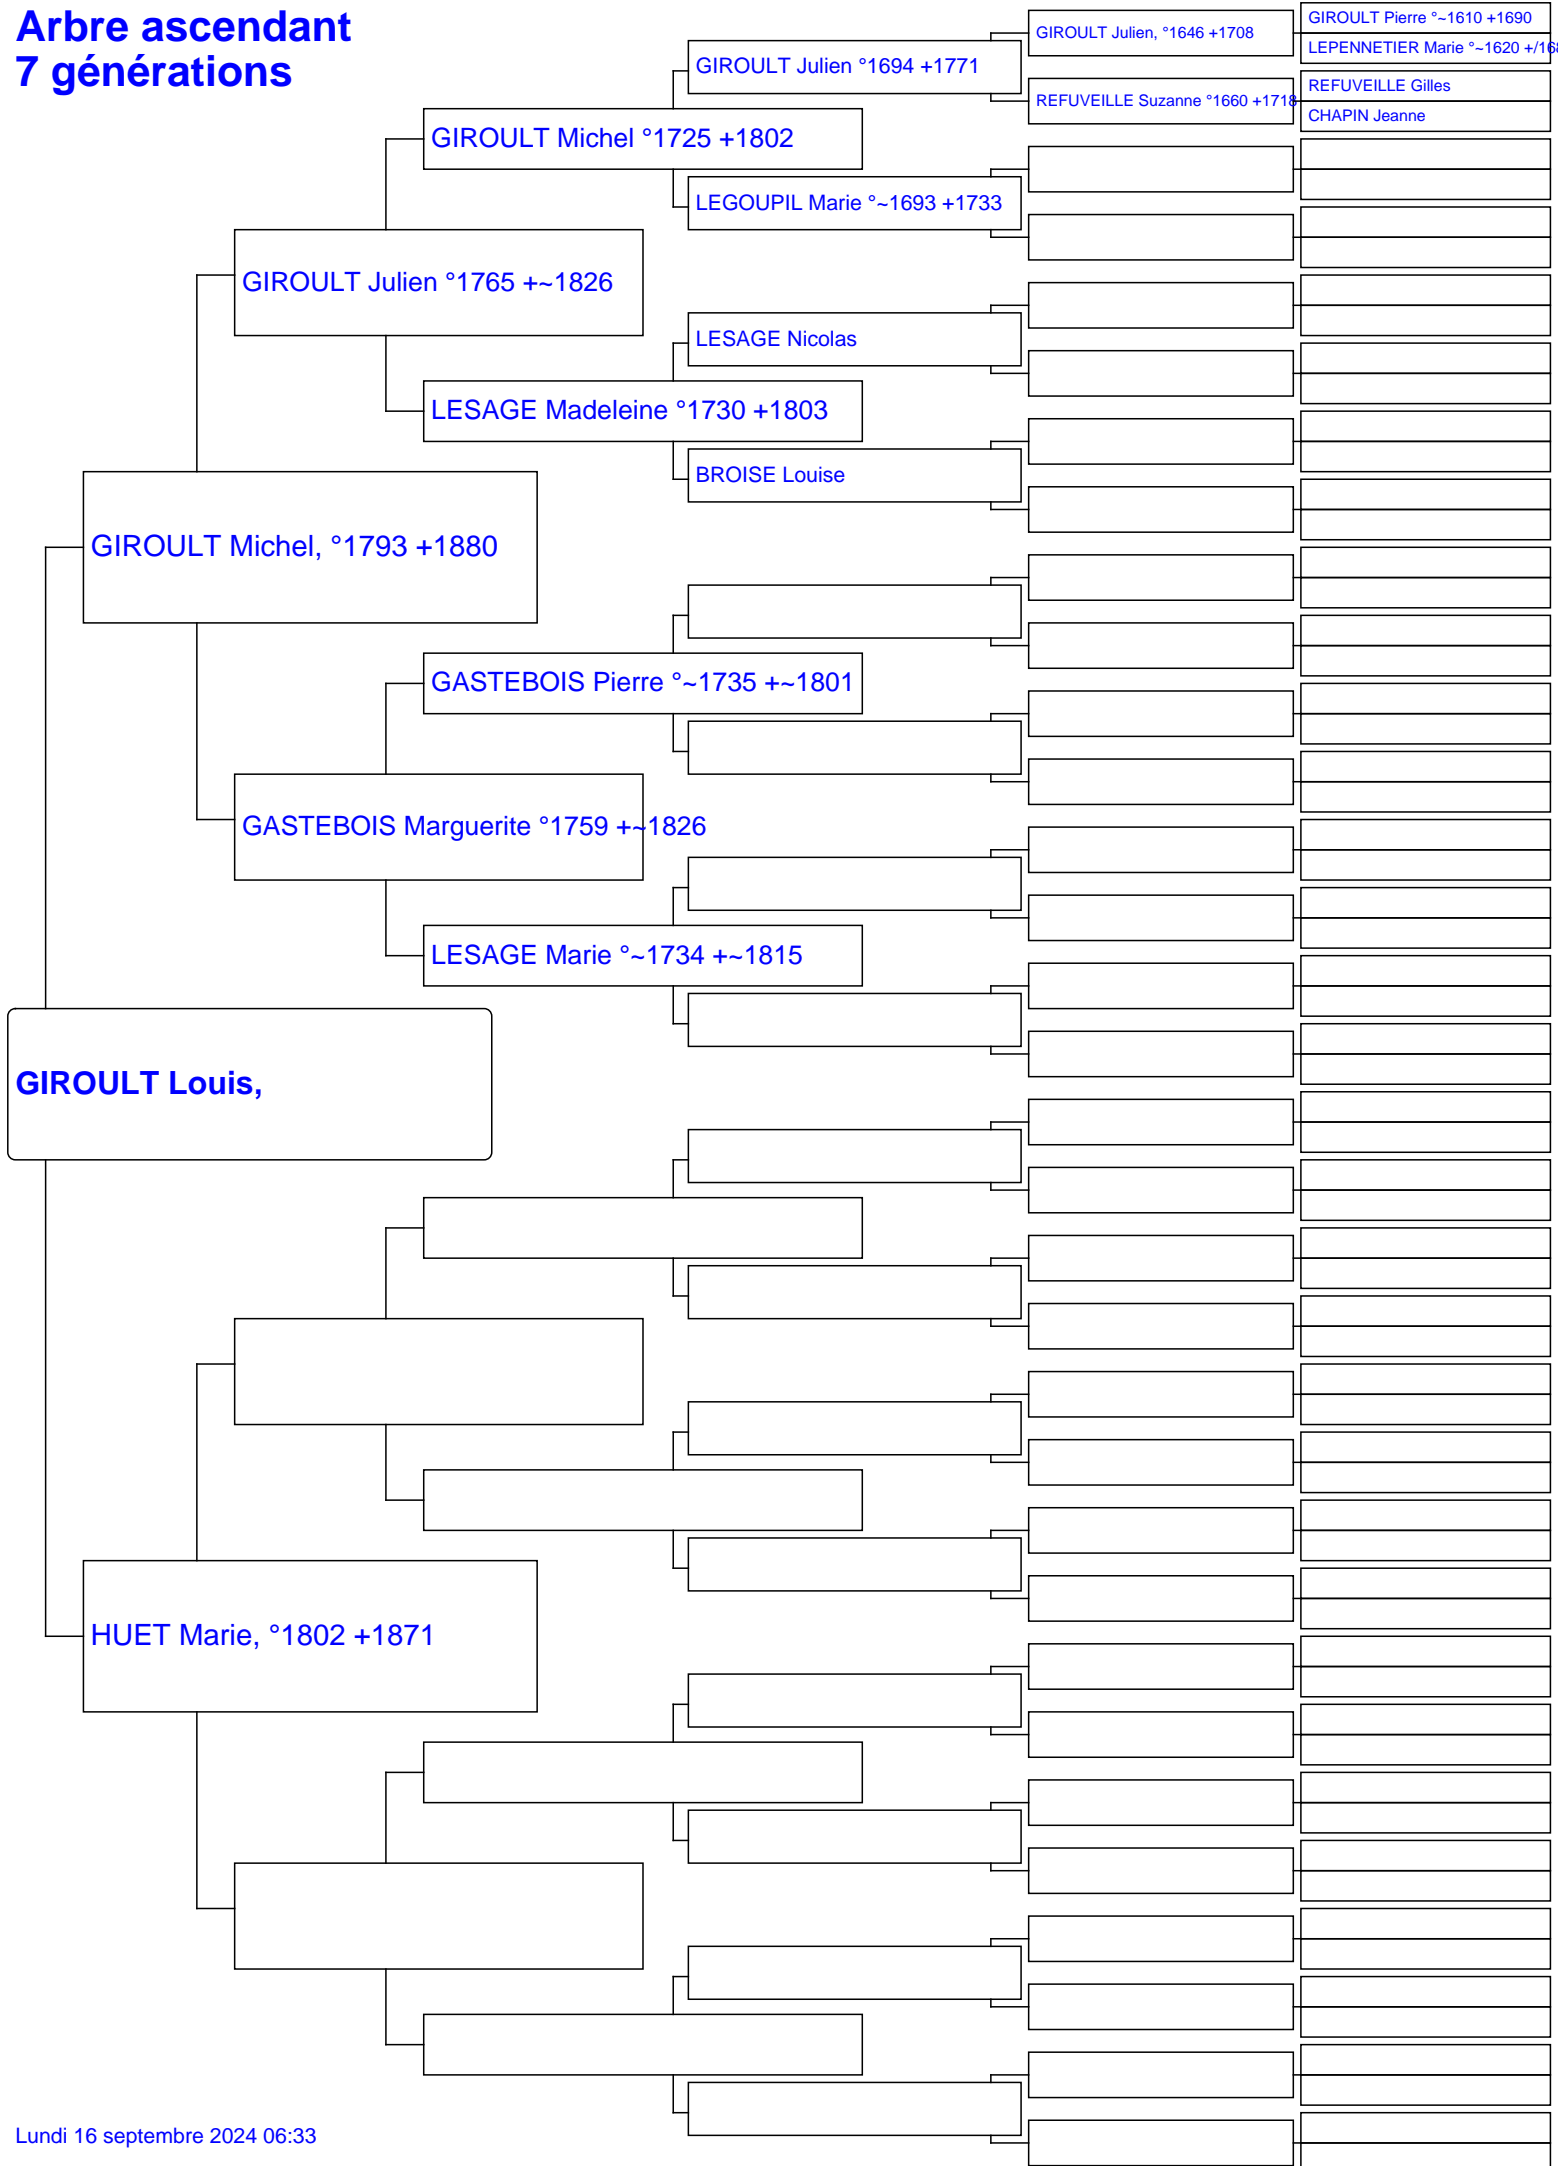 Arbre ascendant
7 générations
GIROULT Pierre °~1610 +1690
GIROULT Julien, °1646 +1708
LEPENNETIER Marie °~1620 +/16
GIROULT Julien °1694 +1771
REFUVEILLE Gilles
REFUVEILLE Suzanne °1660 +1718
CHAPIN Jeanne
GIROULT Michel °1725 +1802
LEGOUPIL Marie °~1693 +1733
GIROULT Julien °1765 +~1826
LESAGE Nicolas
LESAGE Madeleine °1730 +1803
BROISE Louise
GIROULT Michel, °1793 +1880
GASTEBOIS Pierre °~1735 +~1801
GASTEBOIS Marguerite °1759 +~1826
LESAGE Marie °~1734 +~1815
GIROULT Louis,
HUET Marie, °1802 +1871
Lundi 16 septembre 2024 06:33